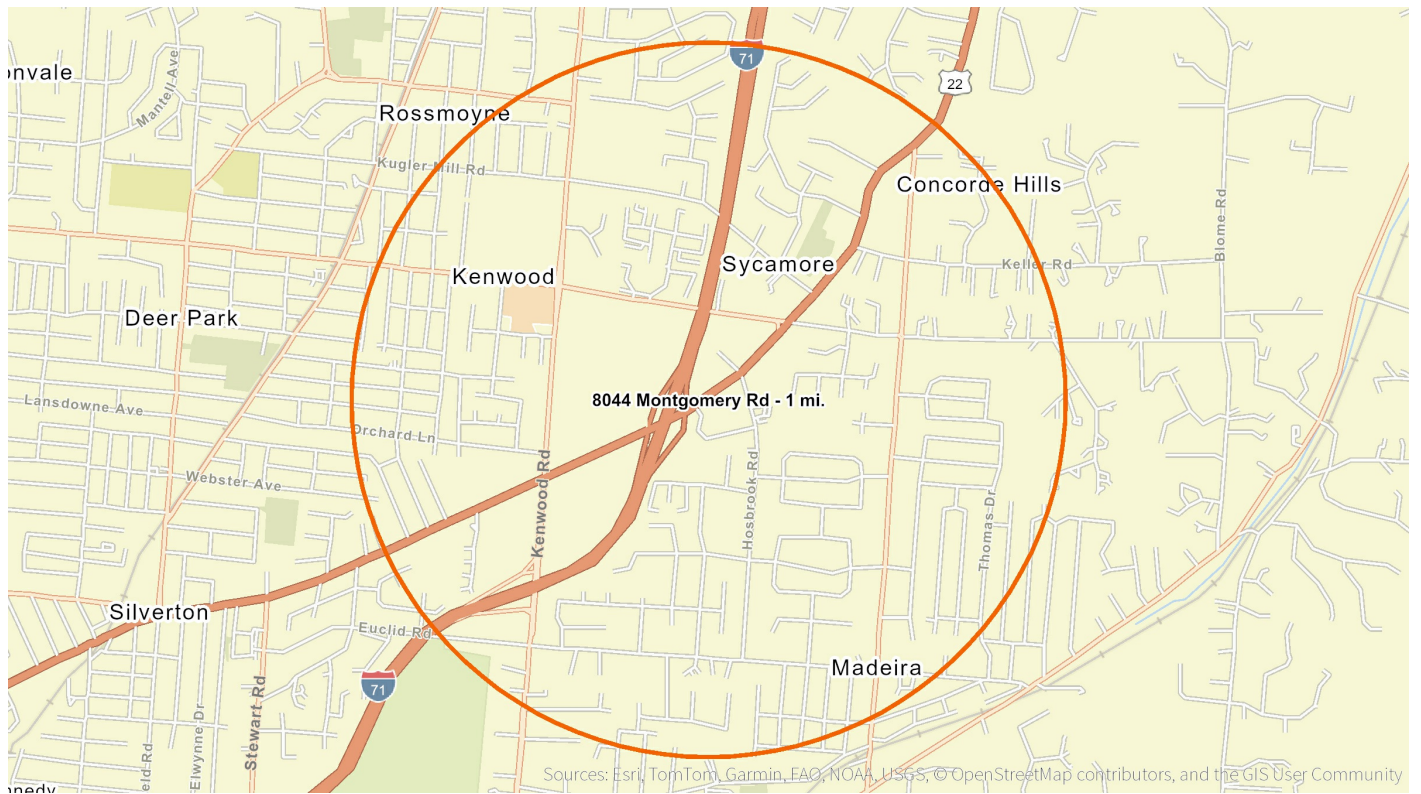 71
22
onvale
Mantell Ave
Rossmoyne
Kugler Mill Rd
Concorde Hills
Blome Rd
Sycamore
Keller Rd
Kenwood
Deer Park
8044 Montgomery Rd - 1 mi.
Lansdowne Ave
Orchard Ln
Webster Ave
Kenwood Rd
Hosbrook Rd
Thomas Dr
Silverton
Euclid Rd
Madeira
71
Stewart Rd
Elwynne Dr
eld Rd
nnedy
Sources: Esri, TomTom, Garmin, FAO, NOAA, USGS, © OpenStreetMap contributors, and the GIS User Community